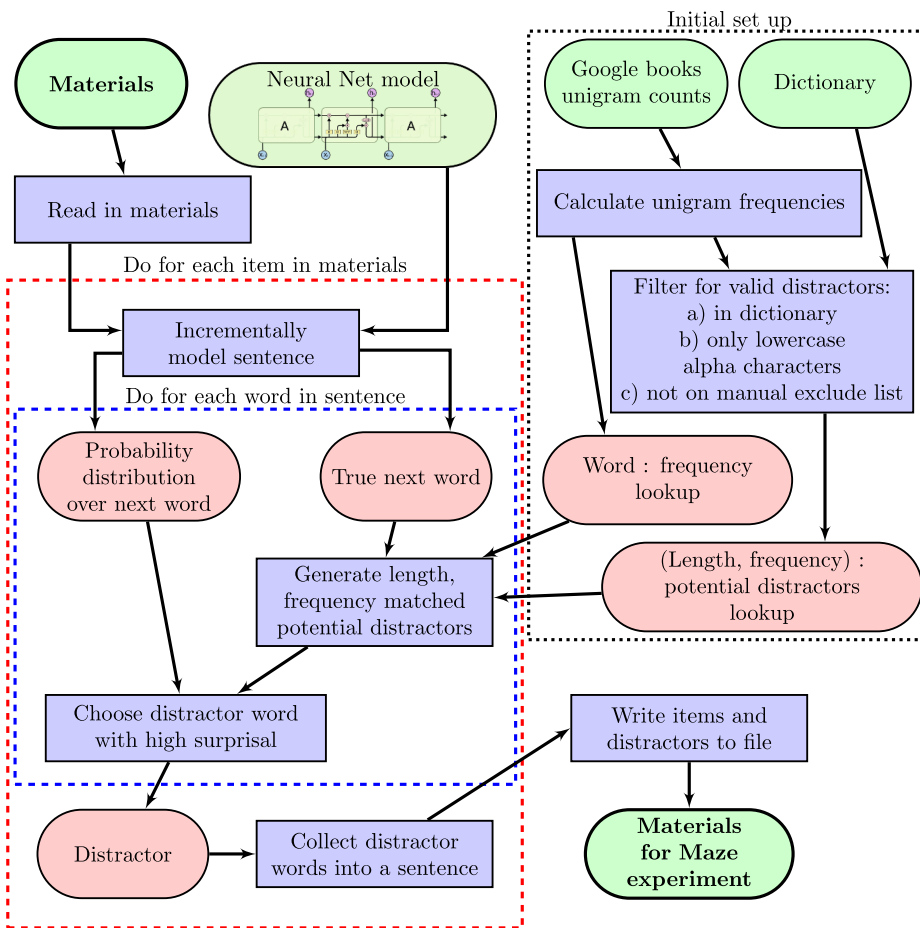 Initial set up
Materials
Neural Net model
A
A
Google books
unigram counts
Dictionary
Read in materials
Calculate unigram frequencies
Do for each item in materials
Filter for valid distractors:
a) in dictionary
b) only lowercase
alpha characters
c) not on manual exclude list
Incrementally
model sentence
Do for each word in sentence
Probability
distribution
over next word
True next word
Word : frequency
lookup
Generate length,
frequency matched
potential distractors
(Length, frequency) :
potential distractors
lookup
Choose distractor word
with high surprisal
Write items and
distractors to file
Distractor
Collect distractor
words into a sentence
Materials
for Maze
experiment